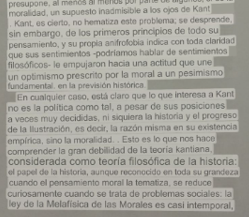 presupone, al menos al menos por parte de
moralidad, un supuesto inadmisible a los ojos de Kant
. Kant, es cierto, no hematiza este problema; se desprende,
sin embargo, de los primeros principios de todo su
pensamiento, y su propia antifrobia indica con toda claridad
que sus sentimientos -podríamos hablar de sentimientos
filosóficos- le empujaron hacia una actitud que une
un optimismo prescrito por la moral a un pesimismo
fundamental. en la previsión histórica
En cualquier caso, está claro que lo que interesa a Kant
no es la política como tal, a pesar de sus posiciones
a veces muy decididas, ni siquiera la historia y el progreso
de la Ilustración, es decir, la razón misma en su existencia
empírica, sino la moralidad. . Esto es lo que nos hace
comprender la gran debilidad de la teoría kantiana,
considerada como teoría filosófica de la historia:
el papel de la historia, aunque reconocido en toda su grandeza
cuando el pensamiento moral la tematiza, se reduce
curiosamente cuando se trata de problemas sociales: la
ley de la Melafísica de las Morales es casi intemporal,